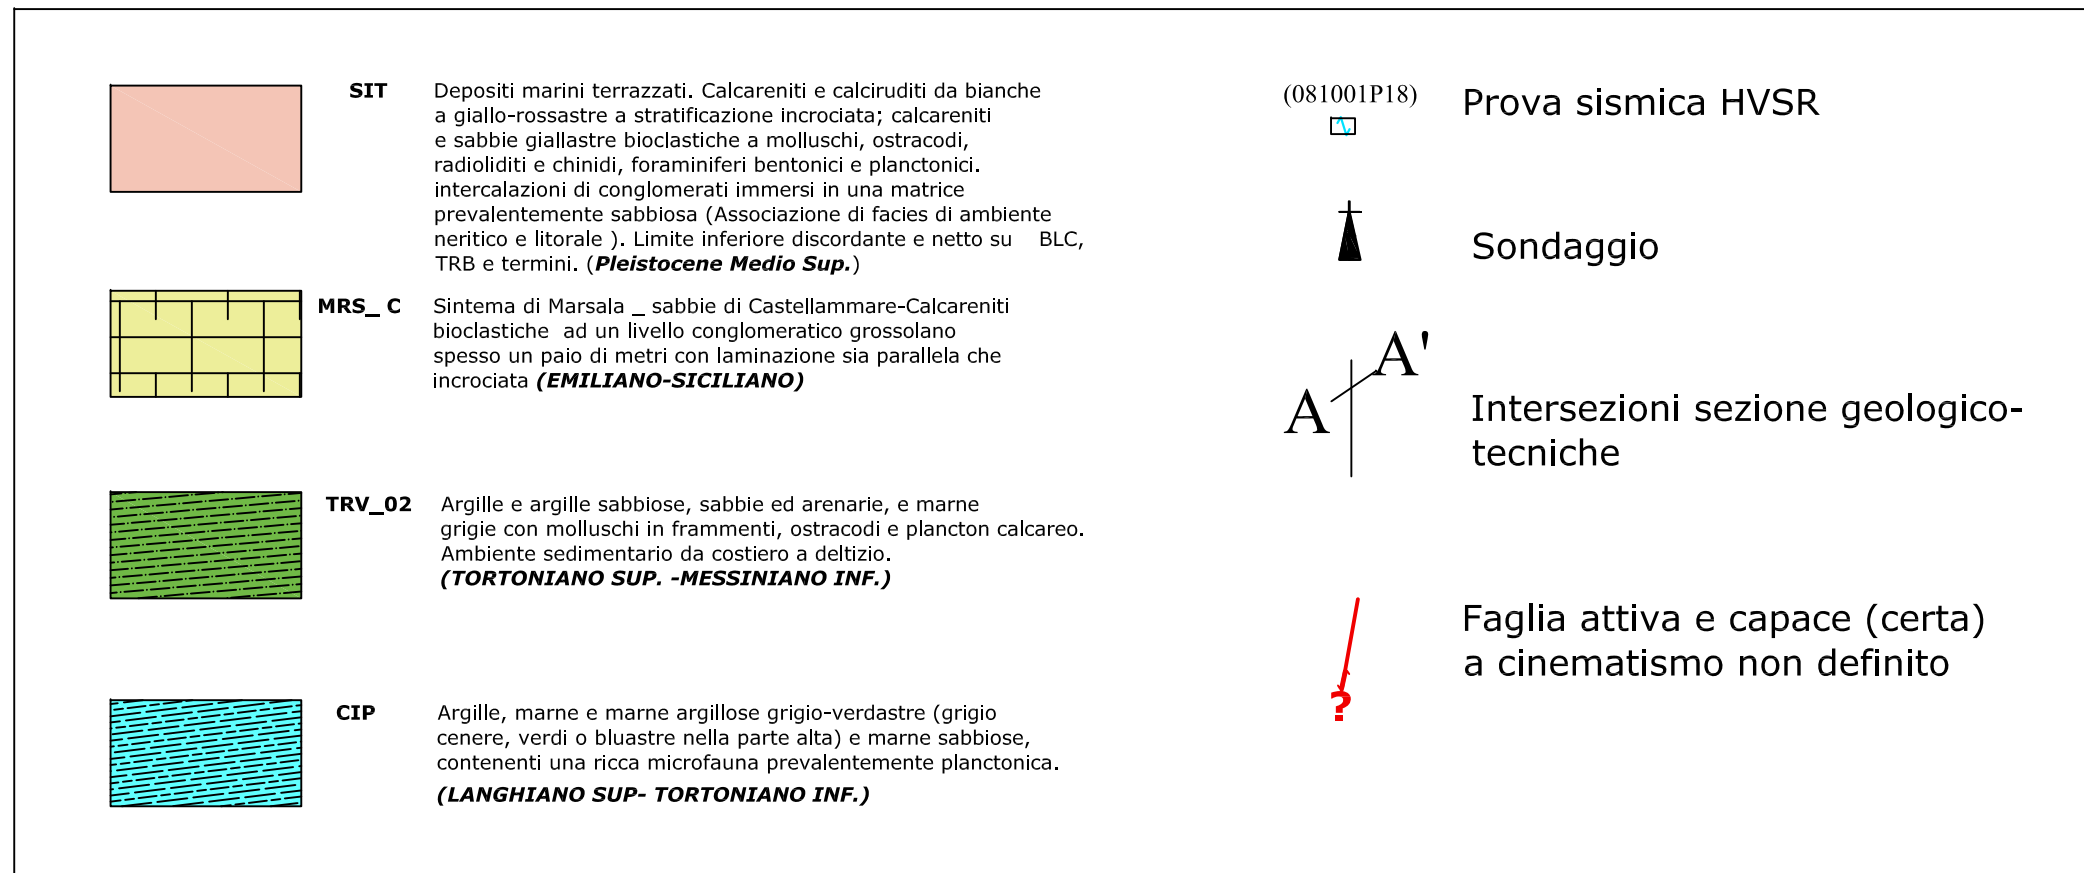 SIT
Depositi marini terrazzati. Calcareniti e calciruditi da bianche
a giallo-rossastre a stratificazione incrociata; calcareniti
e sabbie giallastre bioclastiche a molluschi, ostracodi,
radioliditi e chinidi, foraminiferi bentonici e planctonici.
intercalazioni di conglomerati immersi in una matrice
prevalentemente sabbiosa (Associazione di facies di ambiente
neritico e litorale ). Limite inferiore discordante e netto su BLC,
TRB e termini. (Pleistocene Medio Sup.)
MRS_ C
Sintema di Marsala _ sabbie di Castellammare-Calcareniti
bioclastiche ad un livello conglomeratico grossolano
spesso un paio di metri con laminazione sia parallela che
incrociata (EMILIANO-SICILIANO)
TRV_02
Argille e argille sabbiose, sabbie ed arenarie, e marne
grigie con molluschi in frammenti, ostracodi e plancton calcareo.
Ambiente sedimentario da costiero a deltizio.
(TORTONIANO SUP. -MESSINIANO INF.)
CIP
Argille, marne e marne argillose grigio-verdastre (grigio
cenere, verdi o bluastre nella parte alta) e marne sabbiose,
contenenti una ricca microfauna prevalentemente planctonica.
(LANGHIANO SUP- TORTONIANO INF.)
(081001P18)
Prova sismica HVSR
Sondaggio
A A'
Intersezioni sezione geologico-
tecniche
?
Faglia attiva e capace (certa)
a cinematismo non definito